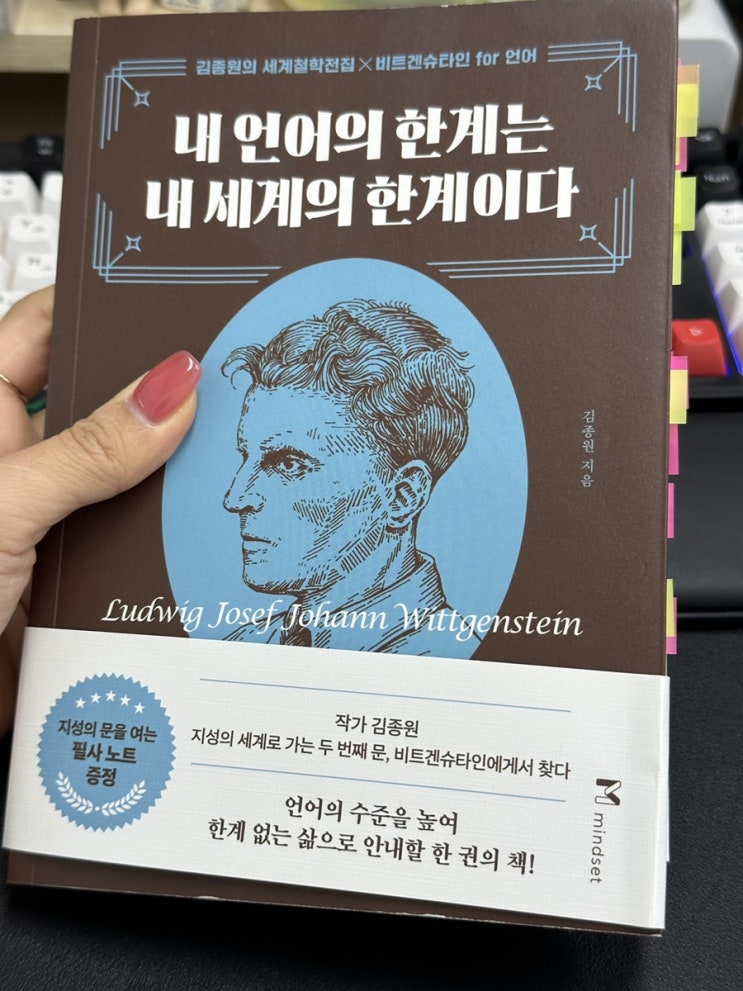 김종원의 세계철학전집×비트겐슈타인 for 언어
내 언어의 한계는
내 세계의 한계이다
김종원 지음
Ludwig Josef Johann Wittgenstein
지성의 문을 여는
필사 노트
증정
작가 김종원
지성의 세계로 가는 두 번째 문, 비트겐슈타인에게서 찾다
언어의 수준을 높여
한계 없는 삶으로 안내할 한 권의 책!
mindset